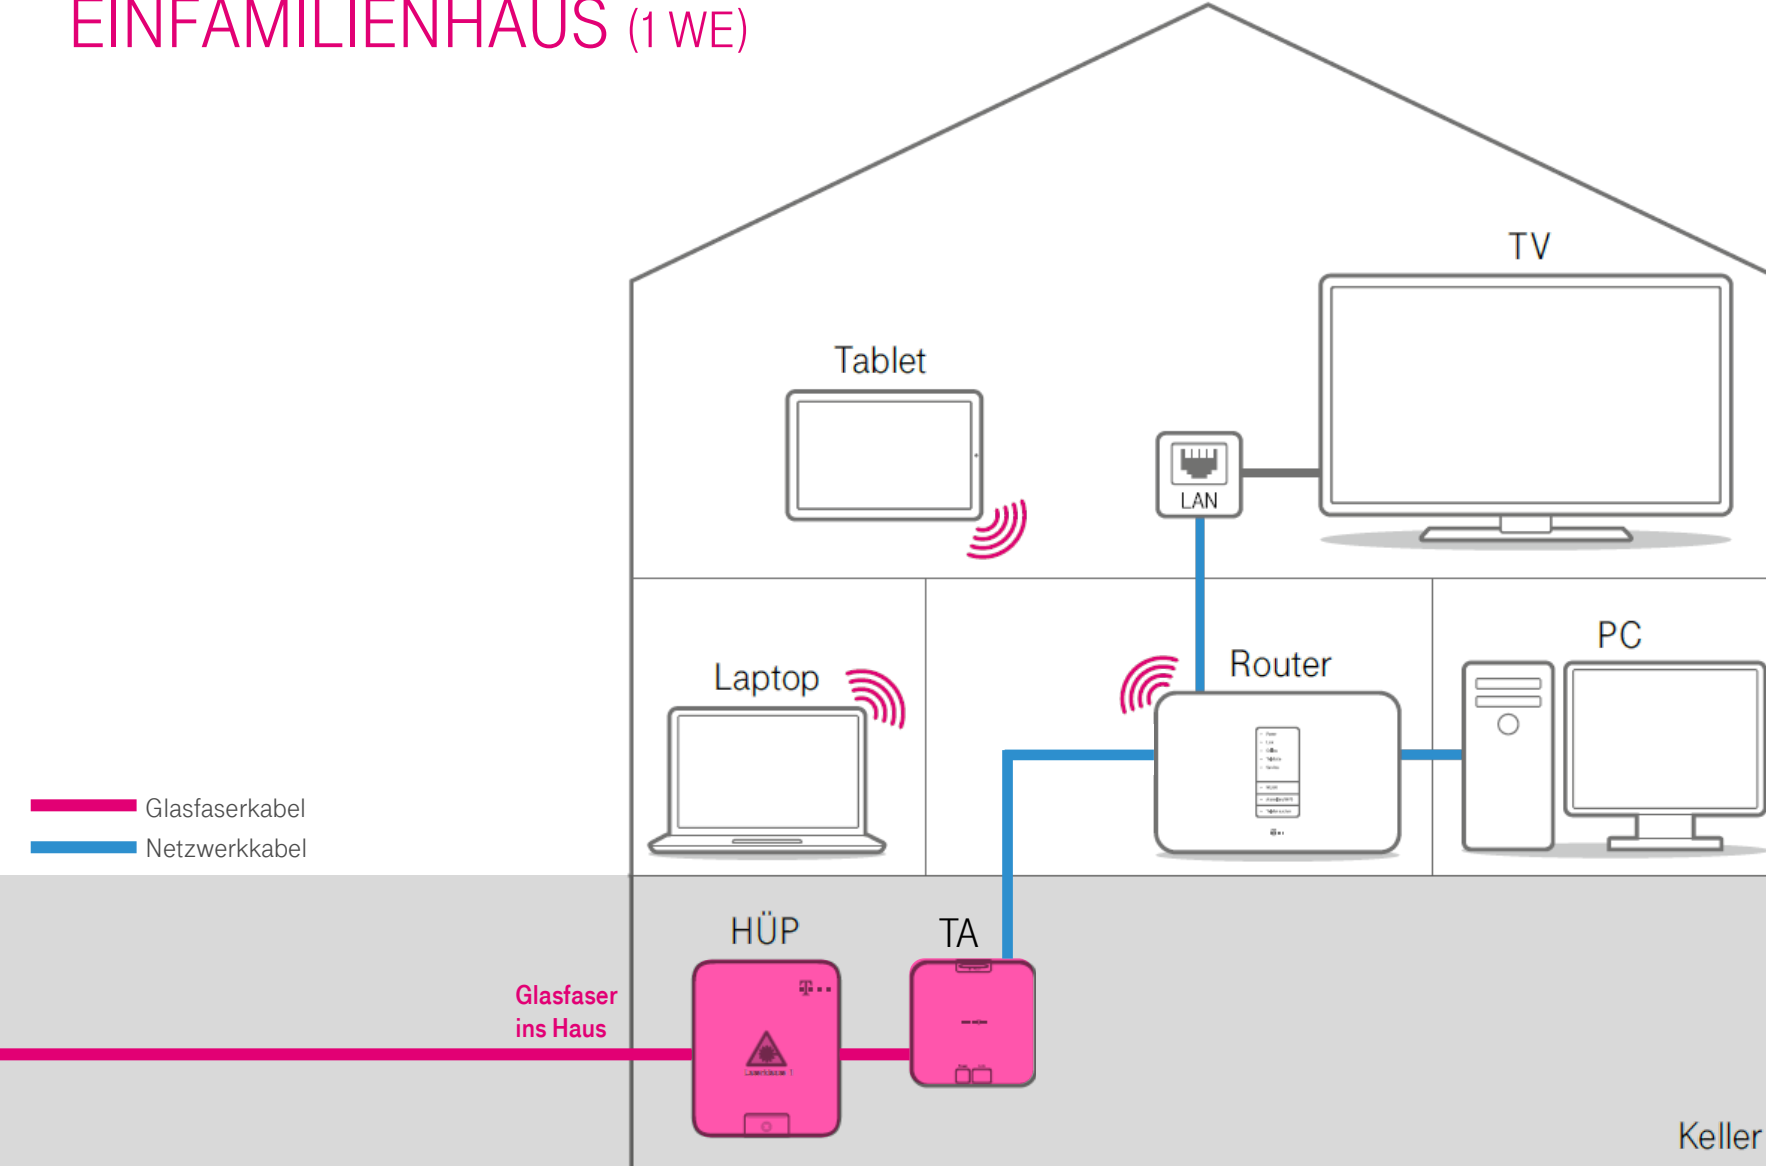 EINFAMILIENHAUS (1 WE)
TV
Tablet
LAN
PC
Router
Laptop
Glasfaserkabel
Netzwerkkabel
HÜP
TA
Glasfaser
ins Haus
Keller